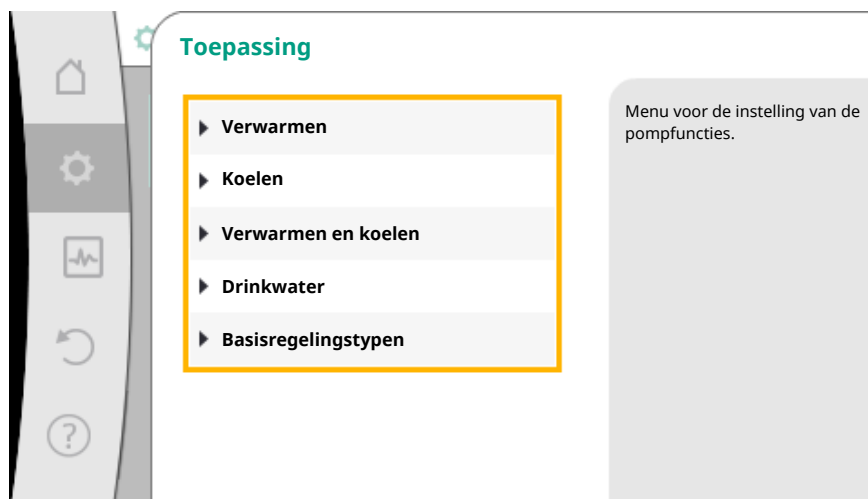 Toepassing
Verwarmen
Koelen
Verwarmen en koelen
Drinkwater
Basisregelingstypen
Menu voor de instelling van de
pompfuncties.
?